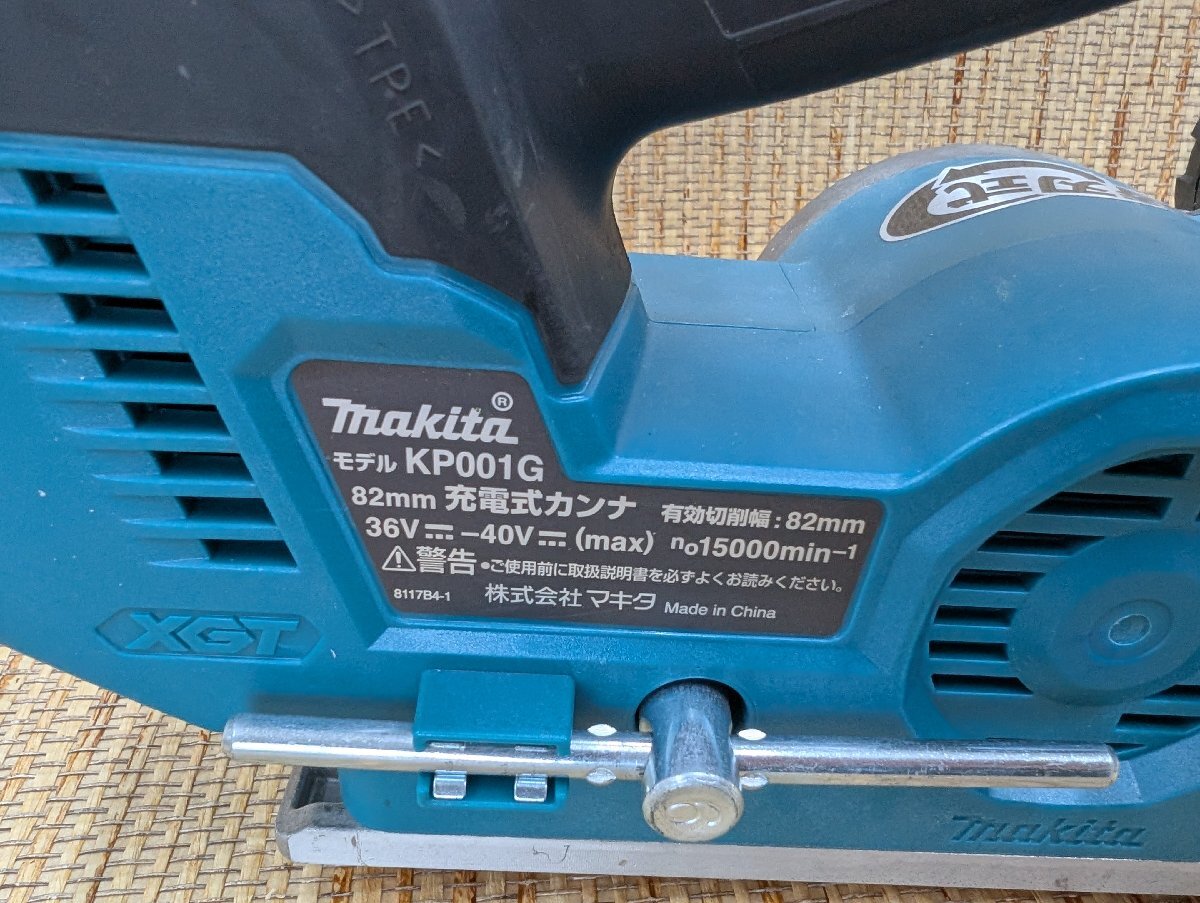 >TPE<
makita®
モデル KP001G
82mm 充電式カンナ 有効切削幅：82mm
36V⎓-40V⎓(max) n₀15000min-1
⚠警告 •ご使用前に取扱説明書を必ずよくお読みください。
8117B4-1 株式会社 マキタ Made in China
XGT
9
makita